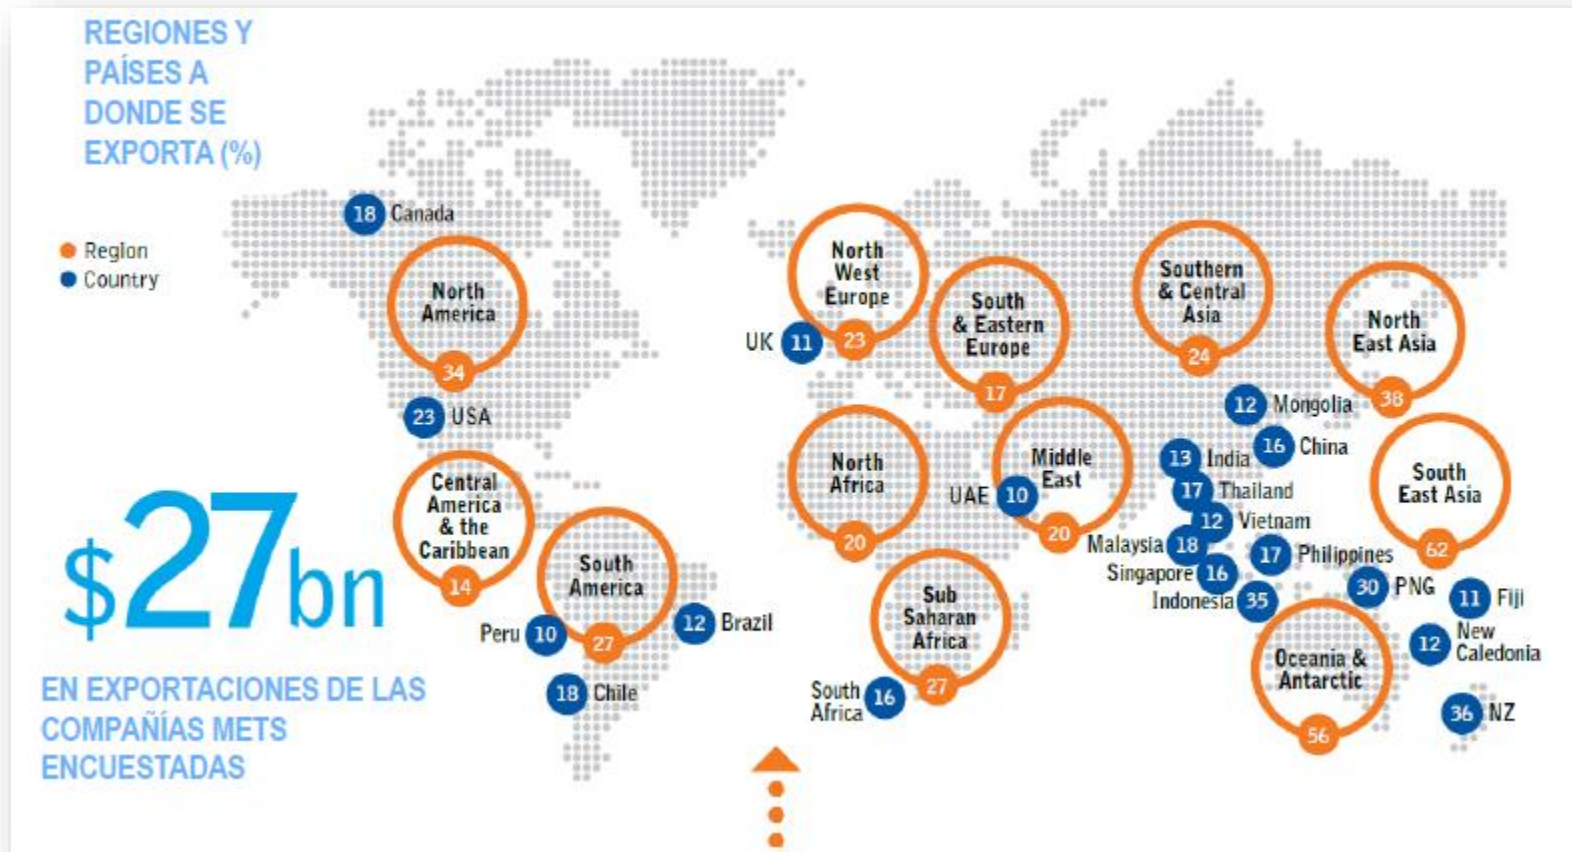 REGIONES Y
PAÍSES A
DONDE SE
EXPORTA (%)
Region
Country
18 Canada
North
America
34
23 USA
Central
America
& the
Caribbean
14
South
America
27
Peru 10
12 Brazil
18 Chile
$27bn
EN EXPORTACIONES DE LAS
COMPAÑÍAS METS
ENCUESTADAS
North
West
Europe
23
UK 11
South
& Eastern
Europe
17
Southern
& Central
Asia
24
North
East Asia
38
12 Mongolia
16 China
13 India
17 Thailand
12 Vietnam
Malaysia 18
17 Philippines
Singapore 16
Indonesia 35
30 PNG
11 Fiji
12 New
Caledonia
36 NZ
South
East Asia
62
North
Africa
20
Middle
East
UAE 10
20
Sub
Saharan
Africa
27
South
Africa 16
Oceania &
Antarctic
56